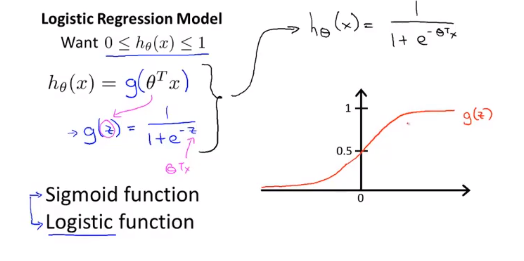 Logistic Regression Model
Want 0 ≤ hθ(x) ≤ 1
hθ(x) = g(θᵀx)
→ g(z) = 1 / (1 + e^(-z))
θᵀx
Sigmoid function
Logistic function
hθ(x) = 1 / (1 + e^(-θᵀx))
1
0.5
0
g(z)